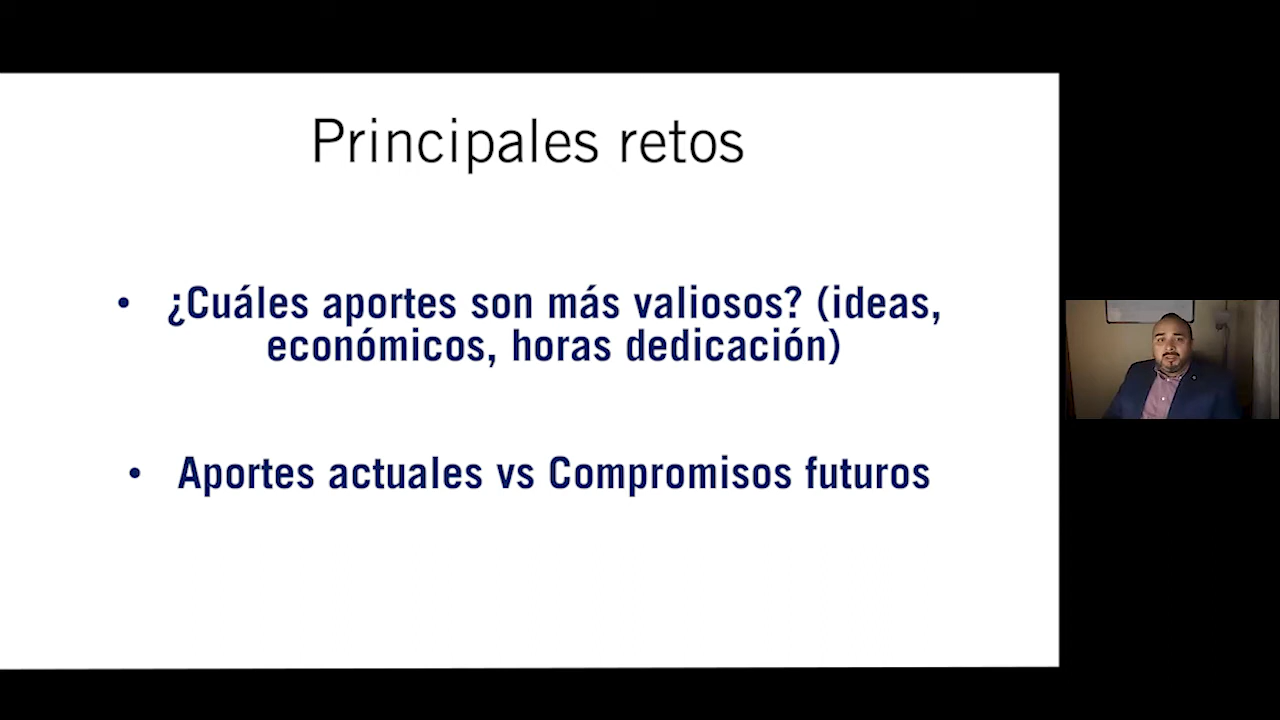 Principales retos
• ¿Cuáles aportes son más valiosos? (ideas,
económicos, horas dedicación)
• Aportes actuales vs Compromisos futuros